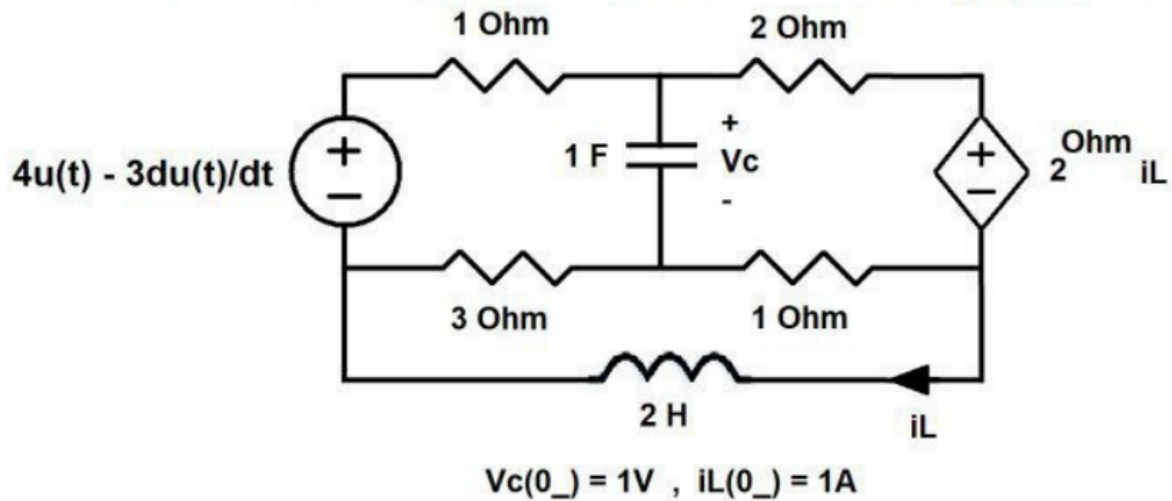 1 Ohm
2 Ohm
4u(t) - 3du(t)/dt
+
-
1 F
+
Vc
-
+
-
2 Ohm iL
3 Ohm
1 Ohm
2 H
iL
Vc(0_) = 1V , iL(0_) = 1A